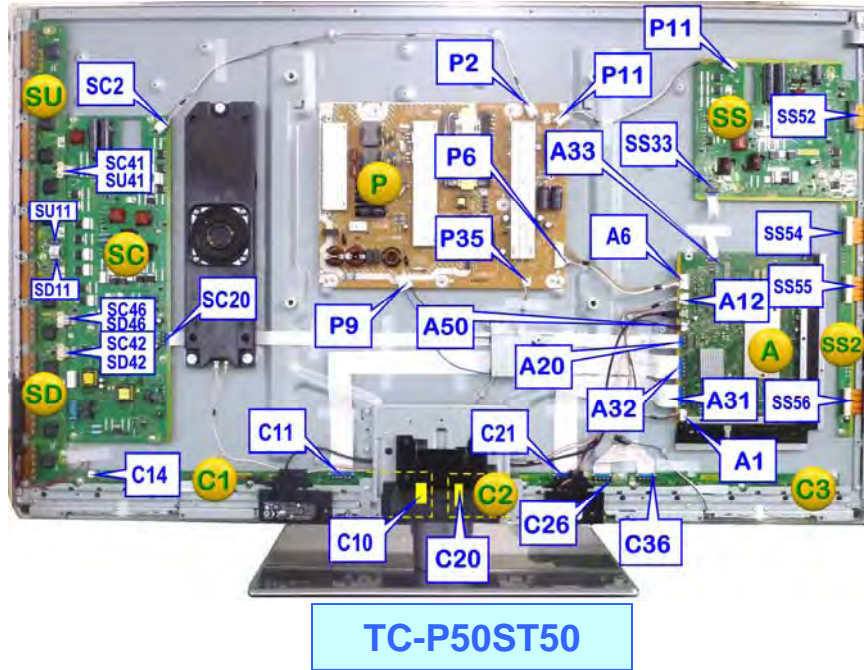 SU
SC2
P2
P11
P11
SS
SS52
SC41
SU41
P
P6
A33
SS33
SU11
SC
A6
SS54
SD11
SC20
P35
A12
SS55
SC46
SD46
P9
A50
A
SS2
SC42
SD42
A20
SD
A32
A31
SS56
C11
C21
A1
C14
C1
C2
C3
C10
C20
C26
C36
TC-P50ST50